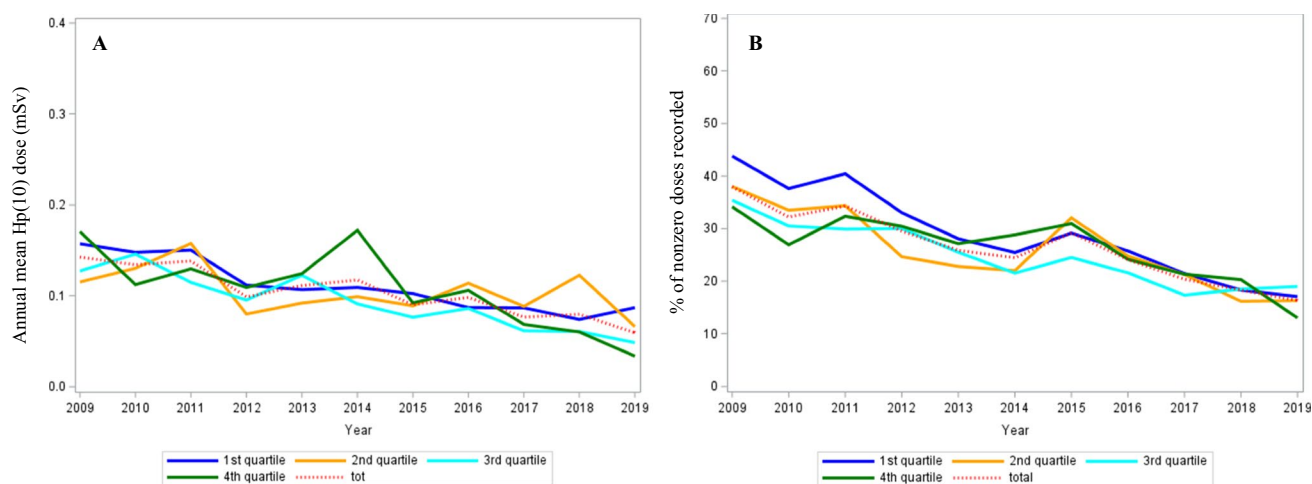 A
Annual mean Hp(10) dose (mSv)
0.4
0.3
0.2
0.1
0.0
2009 2010 2011 2012 2013 2014 2015 2016 2017 2018 2019
Year
1st quartile 2nd quartile 3rd quartile
4th quartile tot
B
% of nonzero doses recorded
70
60
50
40
30
20
10
0
2009 2010 2011 2012 2013 2014 2015 2016 2017 2018 2019
Year
1st quartile 2nd quartile 3rd quartile
4th quartile total